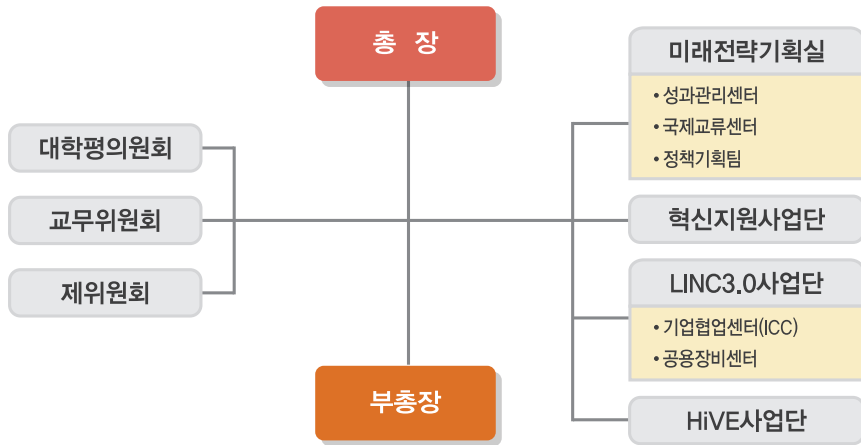 총 장
대학평의원회
교무위원회
제위원회
미래전략기획실
• 성과관리센터
• 국제교류센터
• 정책기획팀
혁신지원사업단
LINC3.0사업단
• 기업협업센터(ICC)
• 공용장비센터
HiVE사업단
부총장